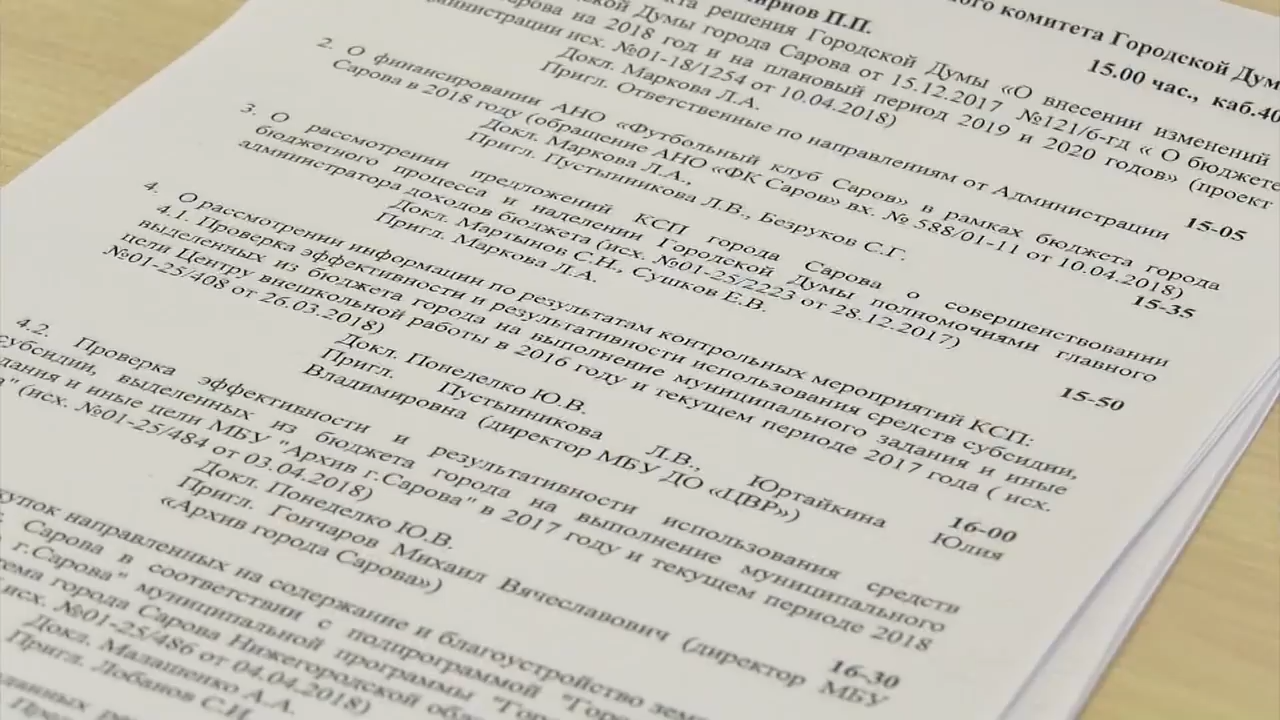 ного комитета Городской Дум
15.00 час., каб.40
ирнов П.П.
кта решения Городской Думы «О внесении изменений
ской Думы города Сарова от 15.12.2017 №121/6-гд « О бюджете
Сарова на 2018 год и на плановый период 2019 и 2020 годов» (проект
министрации исх. №01-18/1254 от 10.04.2018)
Докл. Маркова Л.А.
Пригл. Ответственные по направлениям от Администрации
15-05
2. О финансировании АНО «Футбольный клуб Саров» в рамках бюджета города
Сарова в 2018 году (обращение АНО «ФК Саров» вх. № 588/01-11 от 10.04.2018)
Докл. Маркова Л.А.,
Пригл. Пустынникова Л.В., Безруков С.Г.
15-35
3. О рассмотрении предложений КСП города Сарова о совершенствовании
бюджетного процесса и наделении Городской Думы полномочиями главного
администратора доходов бюджета (исх. №01-25/2223 от 28.12.2017)
Докл. Мартынов С.Н., Сушков Е.В.
Пригл. Маркова Л.А.
15-50
4. О рассмотрении информации по результатам контрольных мероприятий КСП:
4.1. Проверка эффективности и результативности использования средств субсидии,
выделенных из бюджета города на выполнение муниципального задания и иные
цели Центру внешкольной работы в 2016 году и текущем периоде 2017 года ( исх.
№01-25/408 от 26.03.2018)
16-00
Докл. Понеделко Ю.В.
Пригл. Пустынникова Л.В., Юртайкина Юлия
Владимировна (директор МБУ ДО «ЦВР»)
4.2. Проверка эффективности и результативности использования средств
субсидии, выделенных из бюджета города на выполнение муниципального
дания и иные цели МБУ "Архив г.Сарова" в 2017 году и текущем периоде 2018
а" (исх. №01-25/484 от 03.04.2018)
16-30
Докл. Понеделко Ю.В.
Пригл. Гончаров Михаил Вячеславович (директор МБУ
«Архив города Сарова»)
купок направленных на содержание и благоустройство
Сарова в соответствии с подпрограммой
г.Сарова" муниципальной программы
тема города Сарова Нижегородской
исх. №01-25/486 от 04.04.2018)
Докл. Малашенко А.А.
Пригл. Лобанов С.И.